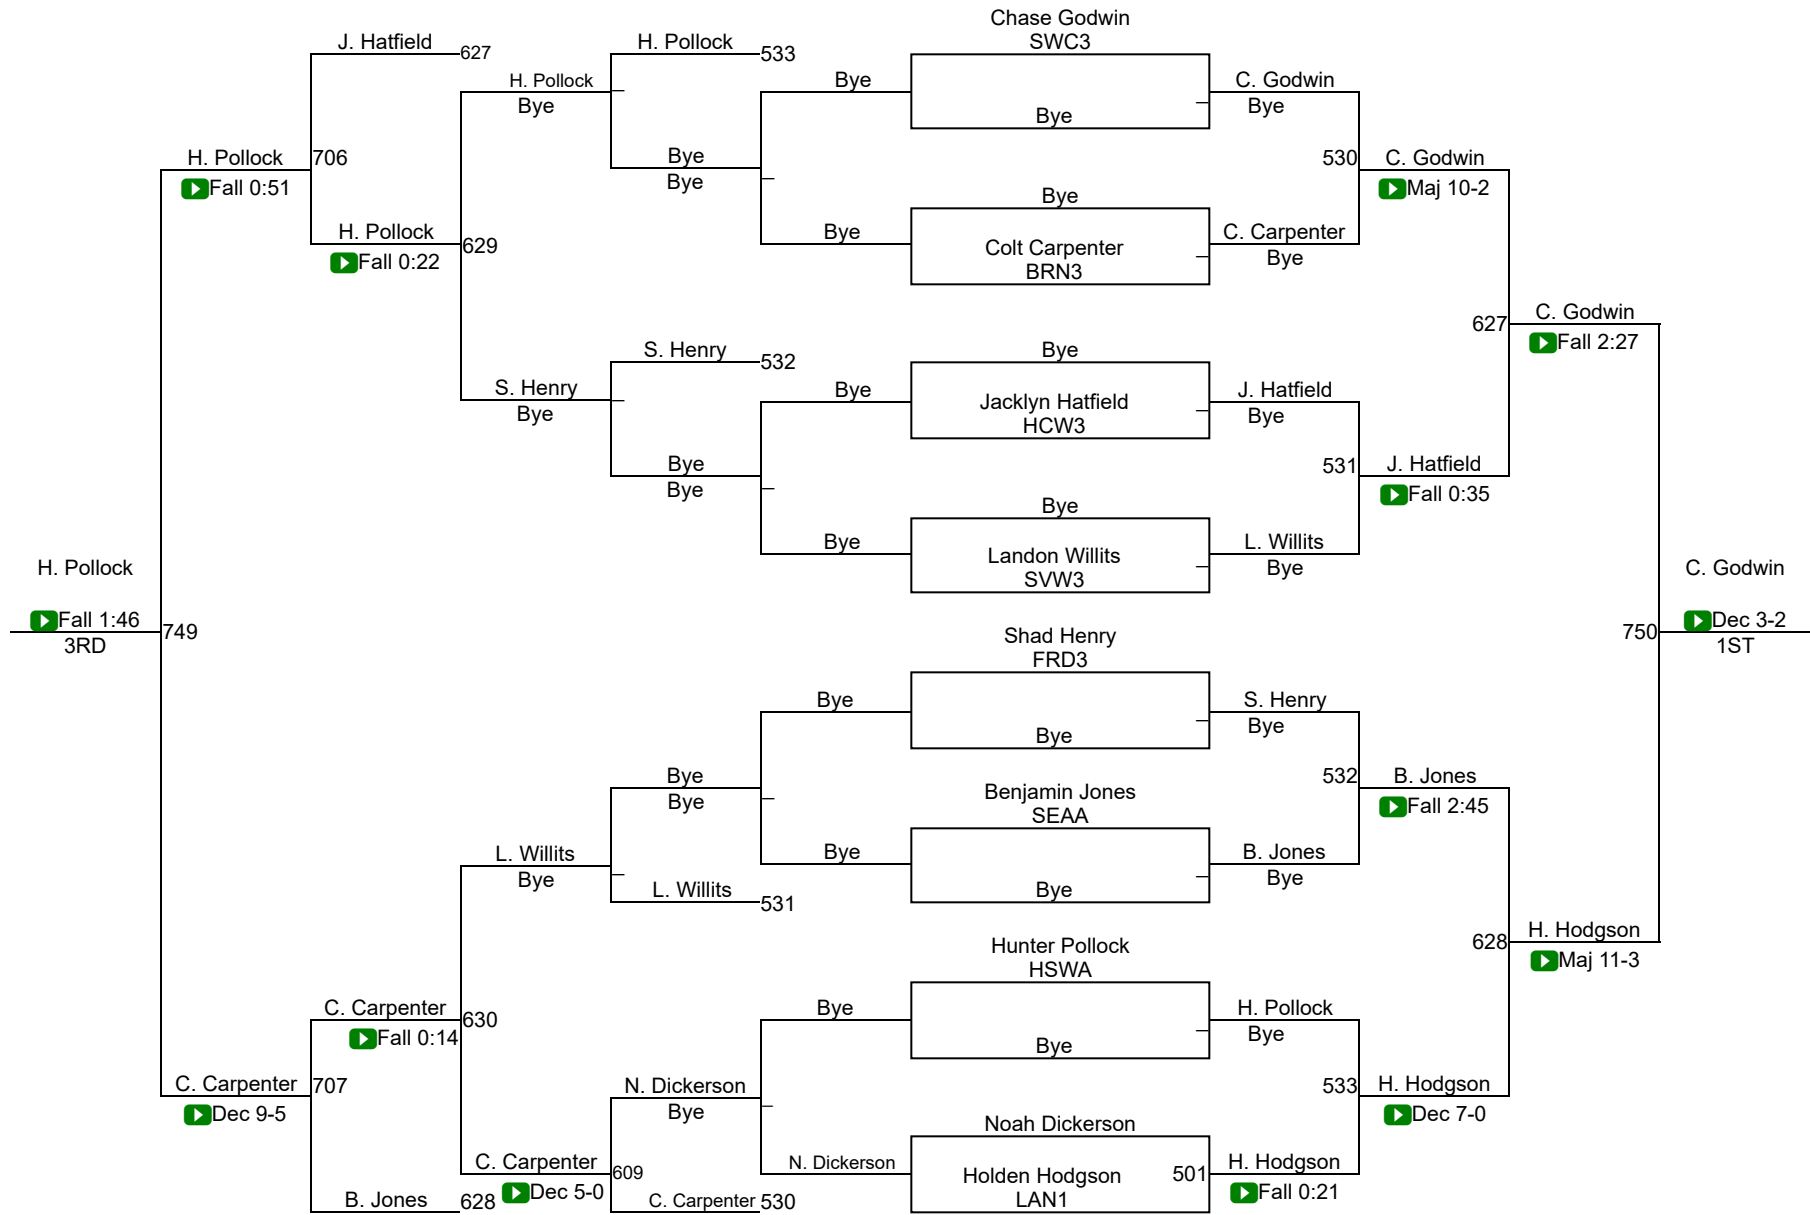 Chase Godwin
SWC3
J. Hatfield
627
H. Pollock
533
H. Pollock
Bye
Bye
Bye
C. Godwin
Bye
H. Pollock
706
Fall 0:51
Bye
Bye
530
C. Godwin
Maj 10-2
Bye
H. Pollock
629
Fall 0:22
Bye
Colt Carpenter
BRN3
C. Carpenter
Bye
627
C. Godwin
Fall 2:27
S. Henry
532
Bye
S. Henry
Bye
Bye
Jacklyn Hatfield
HCW3
J. Hatfield
Bye
Bye
Bye
531
J. Hatfield
Fall 0:35
Bye
Bye
Landon Willits
SVW3
L. Willits
Bye
H. Pollock
Fall 1:46
3RD
749
C. Godwin
750
Dec 3-2
1ST
Shad Henry
FRD3
Bye
Bye
S. Henry
Bye
Bye
Bye
Benjamin Jones
SEAA
532
B. Jones
Fall 2:45
L. Willits
Bye
Bye
Bye
B. Jones
Bye
L. Willits
531
Hunter Pollock
HSWA
628
H. Hodgson
Maj 11-3
C. Carpenter
630
Fall 0:14
Bye
Bye
H. Pollock
Bye
C. Carpenter
707
Dec 9-5
N. Dickerson
Bye
533
H. Hodgson
Dec 7-0
Noah Dickerson
C. Carpenter
609
Dec 5-0
N. Dickerson
Holden Hodgson
LAN1
501
H. Hodgson
Fall 0:21
B. Jones
628
C. Carpenter
530